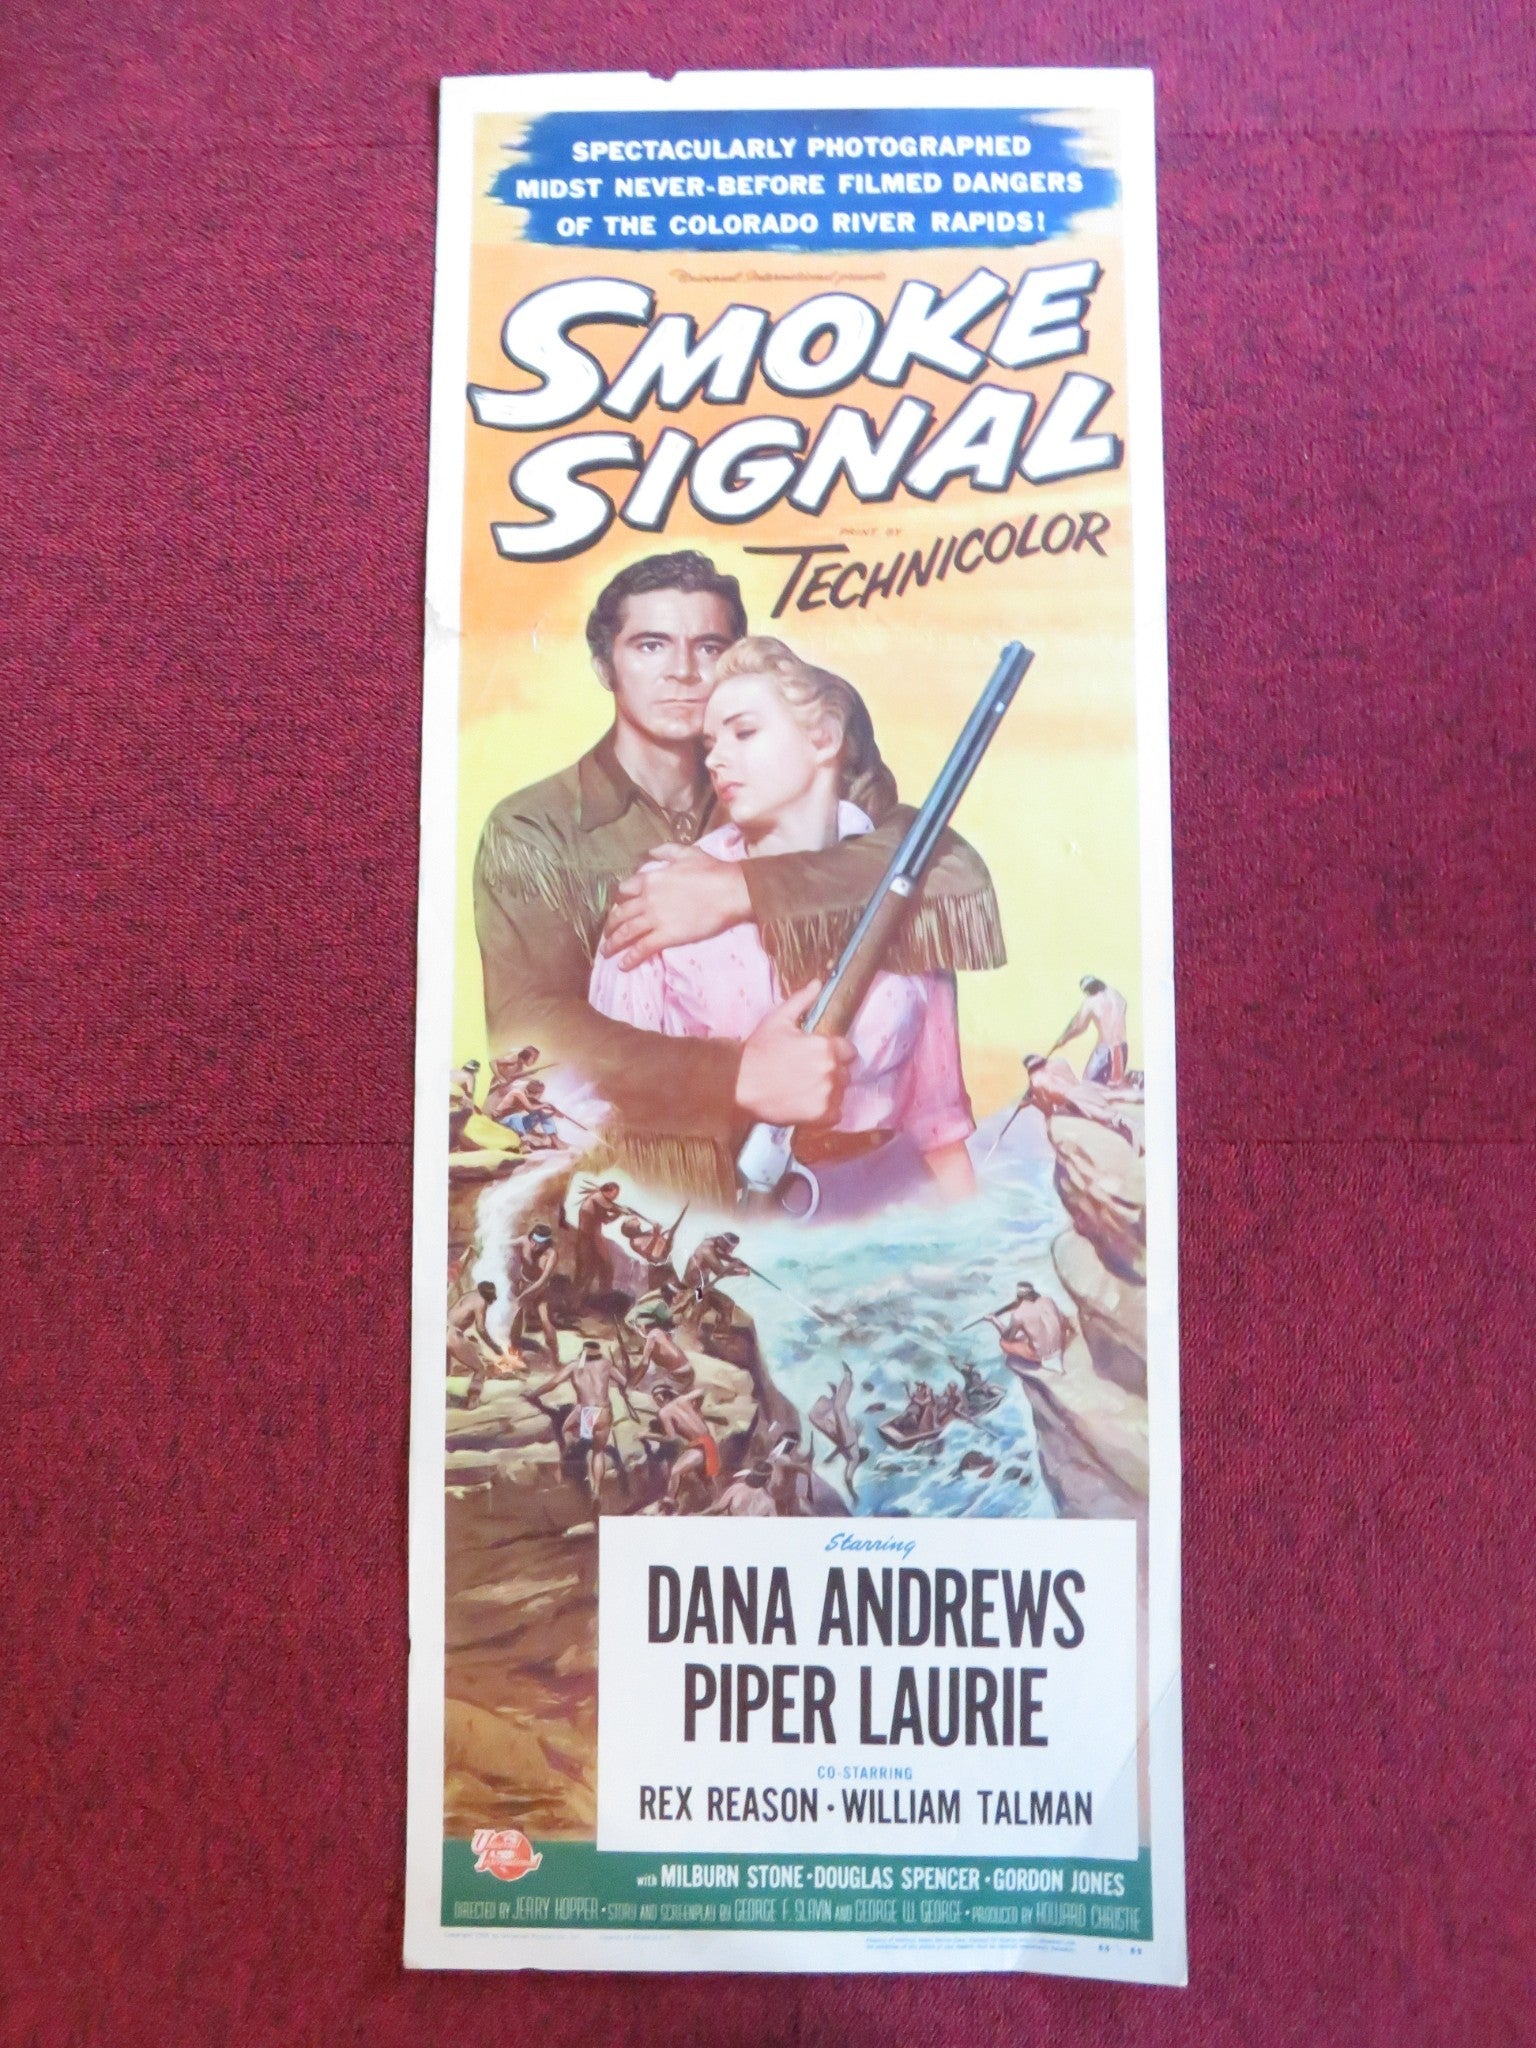 SPECTACULARLY PHOTOGRAPHED
MIDST NEVER-BEFORE FILMED DANGERS
OF THE COLORADO RIVER RAPIDS!
Universal International presents
SMOKE
SIGNAL
PRINT BY
TECHNICOLOR
Starring
DANA ANDREWS
PIPER LAURIE
CO-STARRING
REX REASON · WILLIAM TALMAN
with MILBURN STONE · DOUGLAS SPENCER · GORDON JONES
DIRECTED BY JERRY HOPPER · STORY AND SCREENPLAY BY GEORGE F. SLAVIN AND GEORGE W. GEORGE · PRODUCED BY HOWARD CHRISTIE